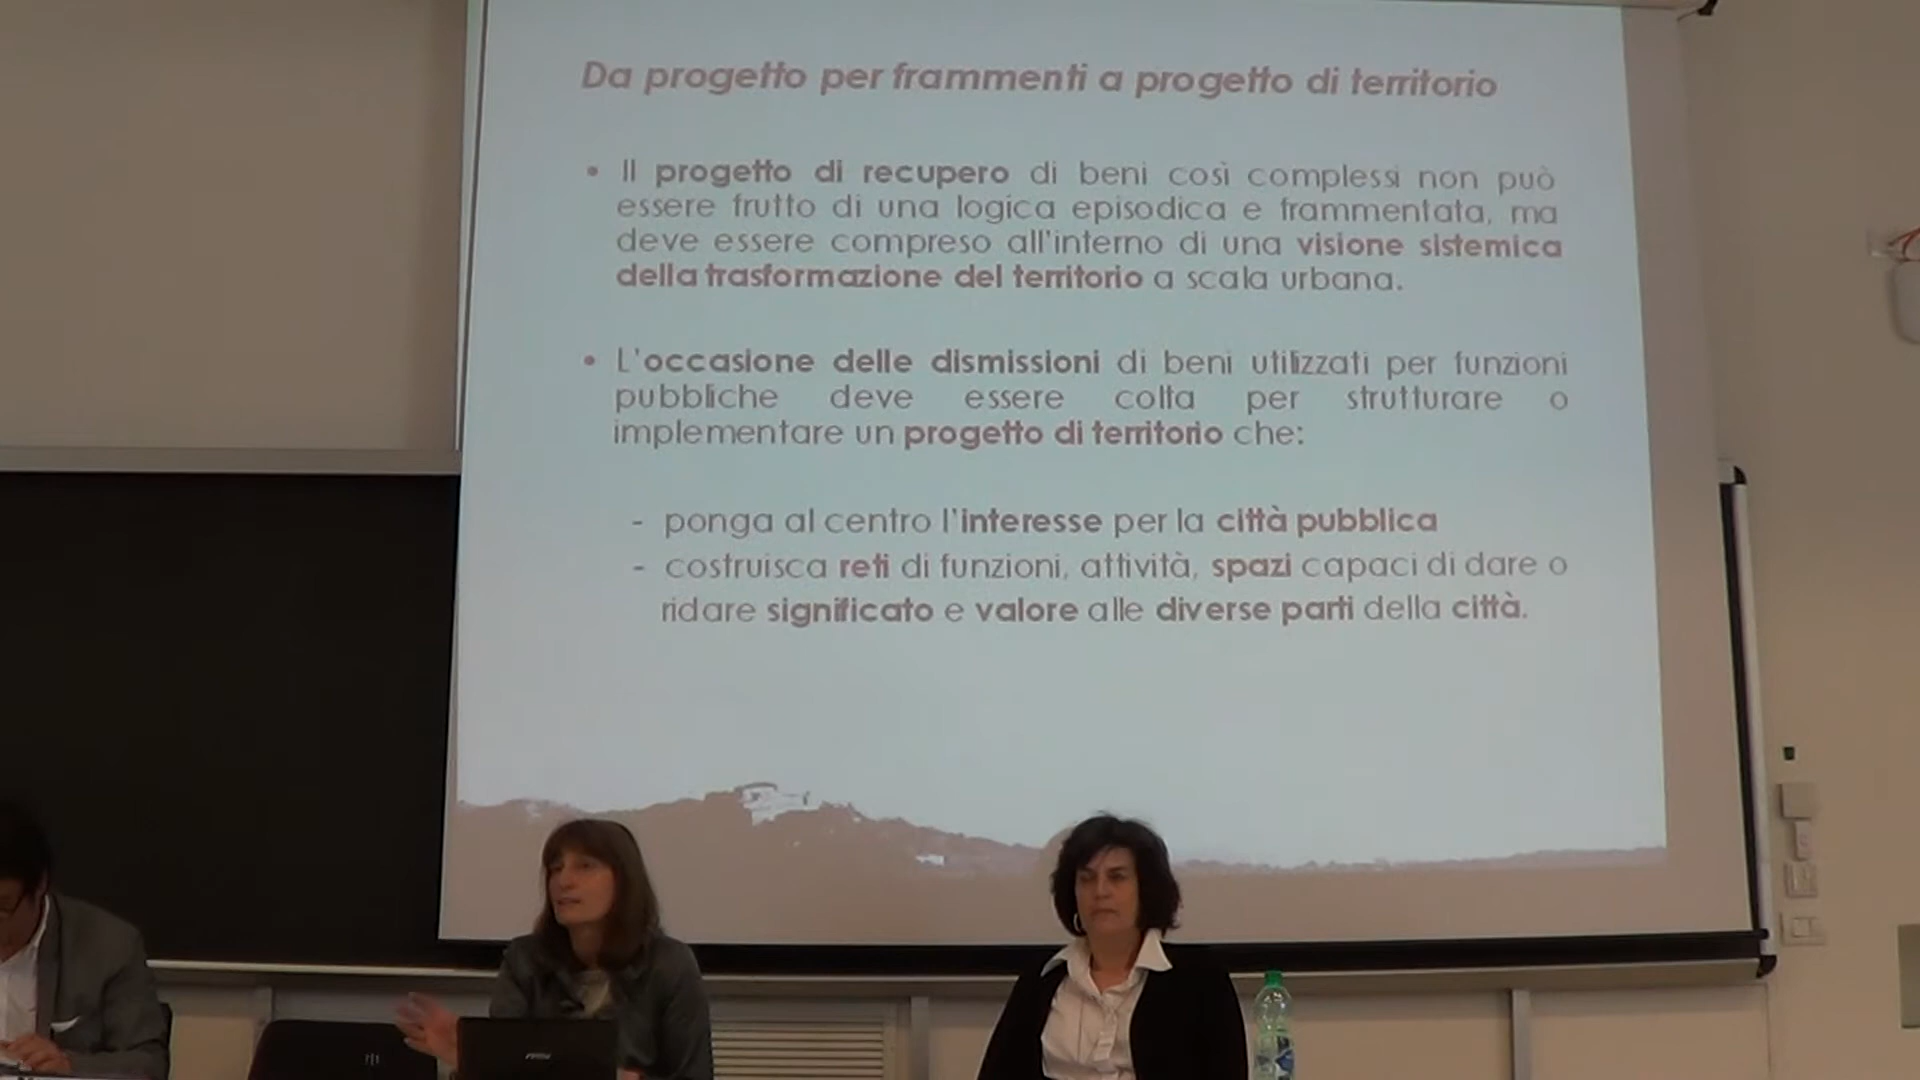 Da progetto per frammenti a progetto di territorio
• Il progetto di recupero di beni così complessi non può
essere frutto di una logica episodica e frammentata, ma
deve essere compreso all'interno di una visione sistemica
della trasformazione del territorio a scala urbana.
• L'occasione delle dismissioni di beni utilizzati per funzioni
pubbliche deve essere colta per strutturare o
implementare un progetto di territorio che:
- ponga al centro l'interesse per la città pubblica
- costruisca reti di funzioni, attività, spazi capaci di dare o
ridare significato e valore alle diverse parti della città.
msi